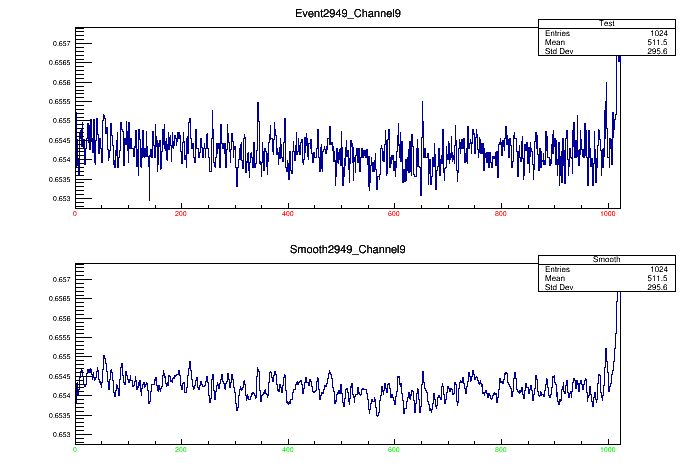 Event2949_Channel9
Test
Entries 1024
Mean 511.5
Std Dev 295.6
0.657
0.6565
0.656
0.6555
0.655
0.6545
0.654
0.6535
0.653
0 200 400 600 800 1000
Smooth2949_Channel9
Smooth
Entries 1024
Mean 511.5
Std Dev 295.6
0.657
0.6565
0.656
0.6555
0.655
0.6545
0.654
0.6535
0.653
0 200 400 600 800 1000